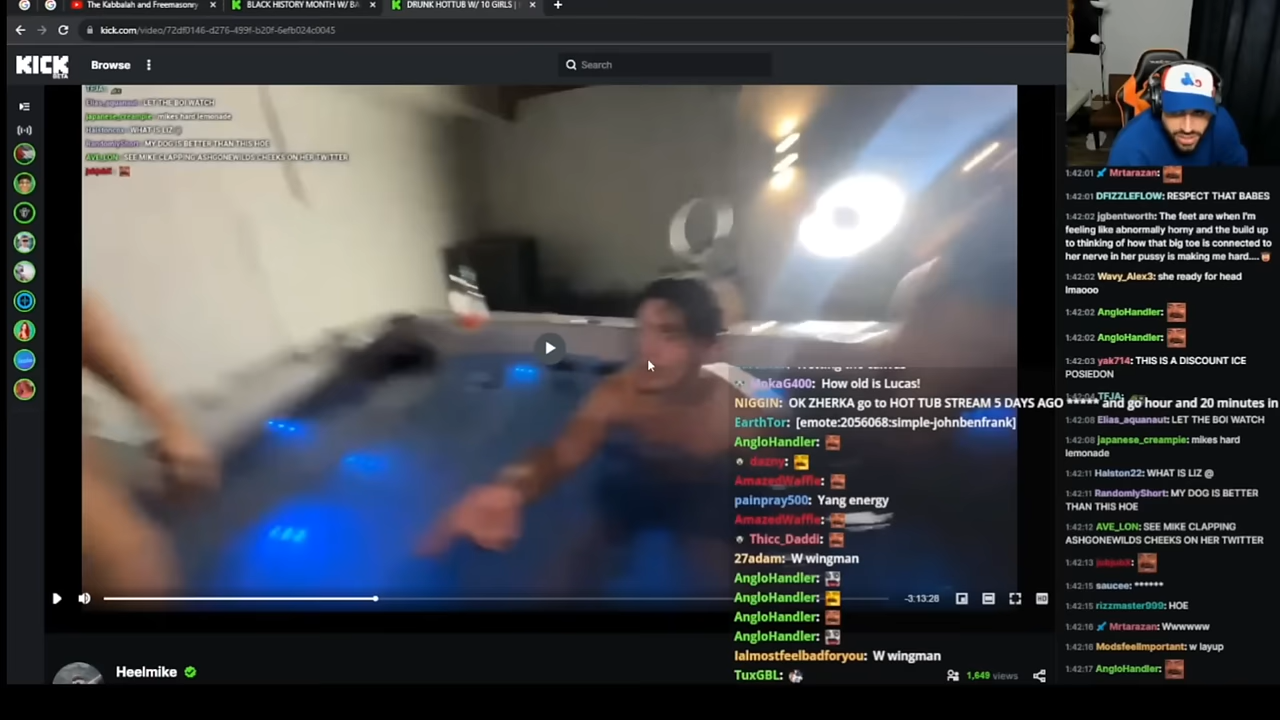 The Kabbalah and Freemasonry
BLACK HISTORY MONTH W/ BA
DRUNK HOTTUB W/ 10 GIRLS |
kick.com/video/72df0146-d276-499f-b20f-6efb024c0045
KICK
BETA
Browse
Search
TFJA:
Elias_aquanaut: LET THE BOI WATCH
japanese_creampie: mikes hard lemonade
Halston22: WHAT IS LIZ @
RandomlyShort: MY DOG IS BETTER THAN THIS HOE
AVE_LON: SEE MIKE CLAPPING ASHGONEWILDS CHEEKS ON HER TWITTER
jukjukX:
MokaG400: How old is Lucas!
NIGGIN: OK ZHERKA go to HOT TUB STREAM 5 DAYS AGO ***** and go hour and 20 minutes in
EarthTor: [emote:2056068:simple-johnbenfrank]
AngloHandler:
dazny:
AmazedWaffle:
painpray500: Yang energy
AmazedWaffle:
Thicc_Daddi:
27adam: W wingman
AngloHandler:
AngloHandler:
AngloHandler:
AngloHandler:
Ialmostfeelbadforyou: W wingman
TuxGBL:
-3:13:28
HD
Heelmike
1,649 views
1:42:01 Mrtarazan:
1:42:01 DFIZZLEFLOW: RESPECT THAT BABES
1:42:02 jgbentworth: The feet are when I'm
feeling like abnormally horny and the build up
to thinking of how that big toe is connected to
her nerve in her pussy is making me hard....
1:42:02 Wavy_Alex3: she ready for head
lmaooo
1:42:02 AngloHandler:
1:42:02 AngloHandler:
1:42:03 yak714: THIS IS A DISCOUNT ICE
POSIEDON
1:42:04 TFJA:
1:42:08 Elias_aquanaut: LET THE BOI WATCH
1:42:08 japanese_creampie: mikes hard
lemonade
1:42:11 Halston22: WHAT IS LIZ @
1:42:11 RandomlyShort: MY DOG IS BETTER
THAN THIS HOE
1:42:12 AVE_LON: SEE MIKE CLAPPING
ASHGONEWILDS CHEEKS ON HER TWITTER
1:42:13
1:42:15 saucee: ******
1:42:15 rizzmaster999: HOE
1:42:16 Mrtarazan: Wwwwww
1:42:16 Modsfeelimportant: w layup
1:42:17 AngloHandler: